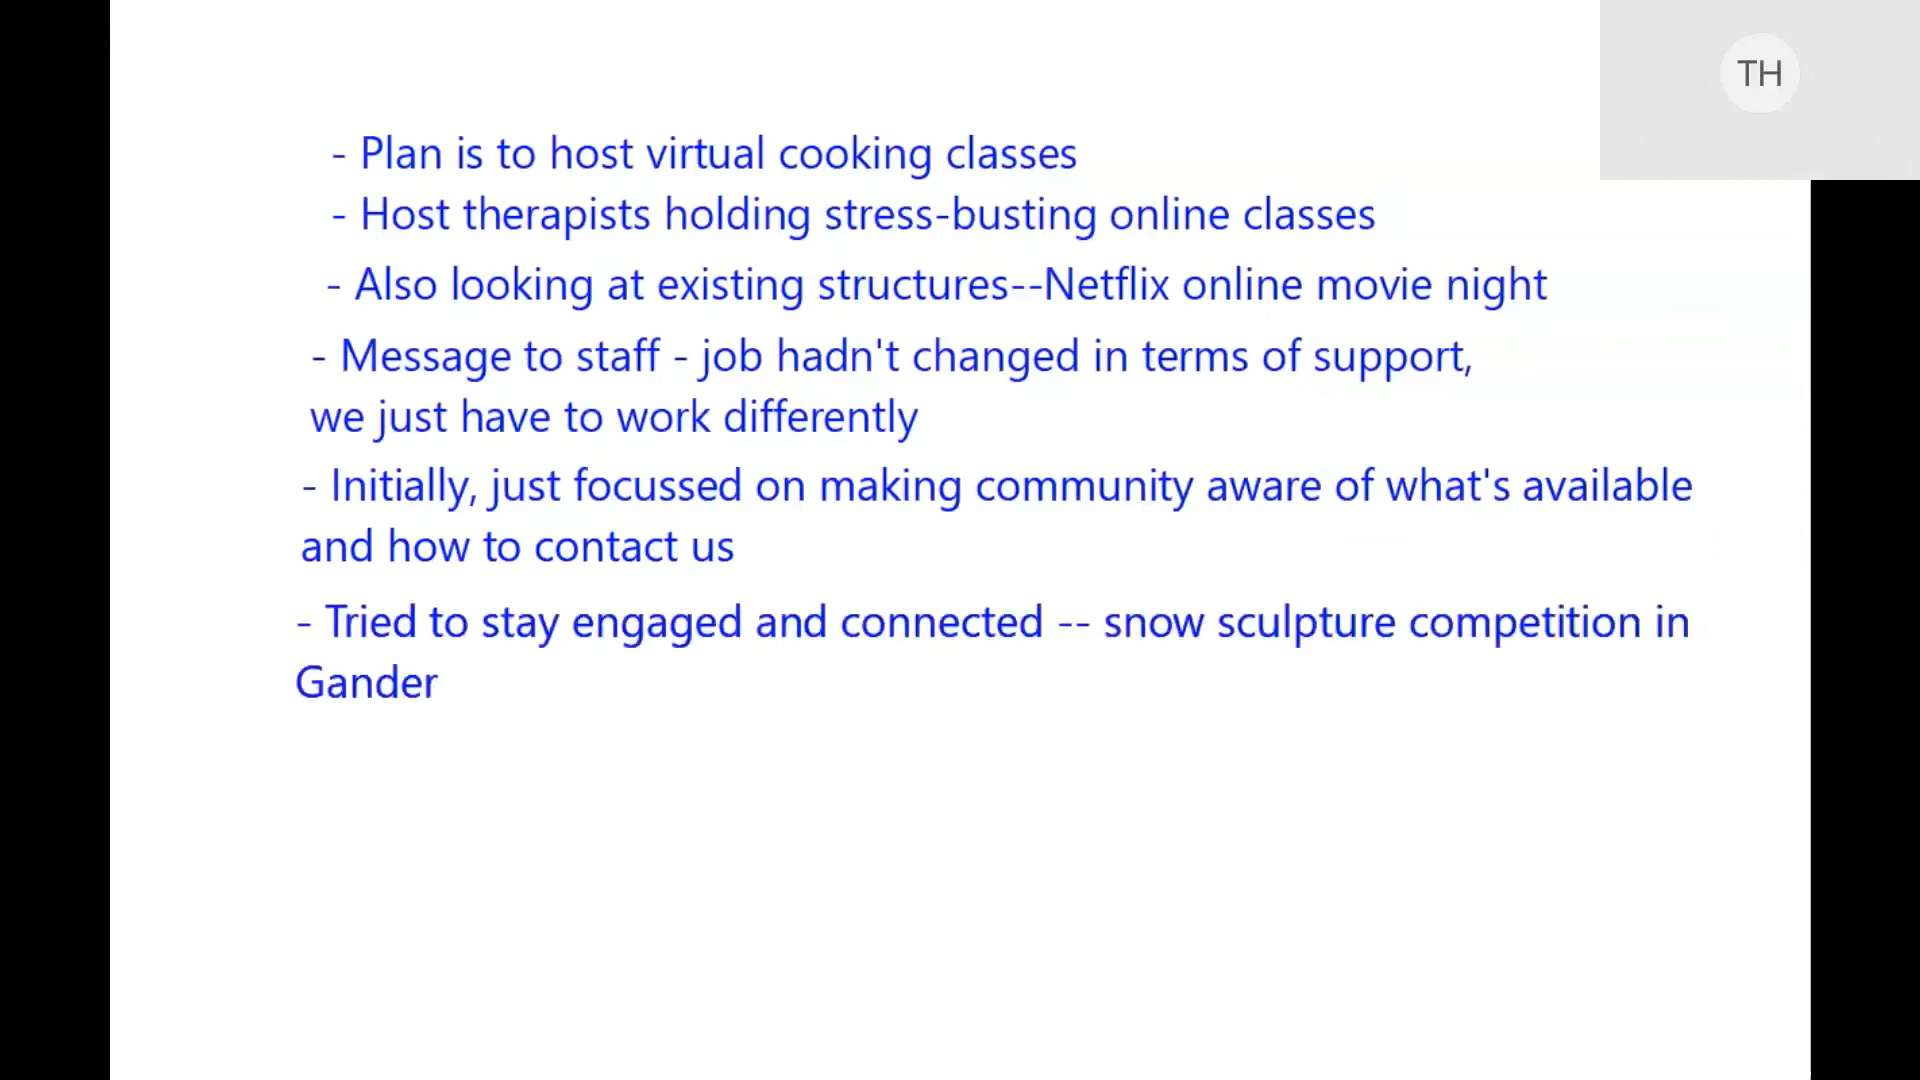 TH
- Plan is to host virtual cooking classes
- Host therapists holding stress-busting online classes
- Also looking at existing structures--Netflix online movie night
- Message to staff - job hadn't changed in terms of support,
we just have to work differently
- Initially, just focussed on making community aware of what's available
and how to contact us
- Tried to stay engaged and connected -- snow sculpture competition in
Gander